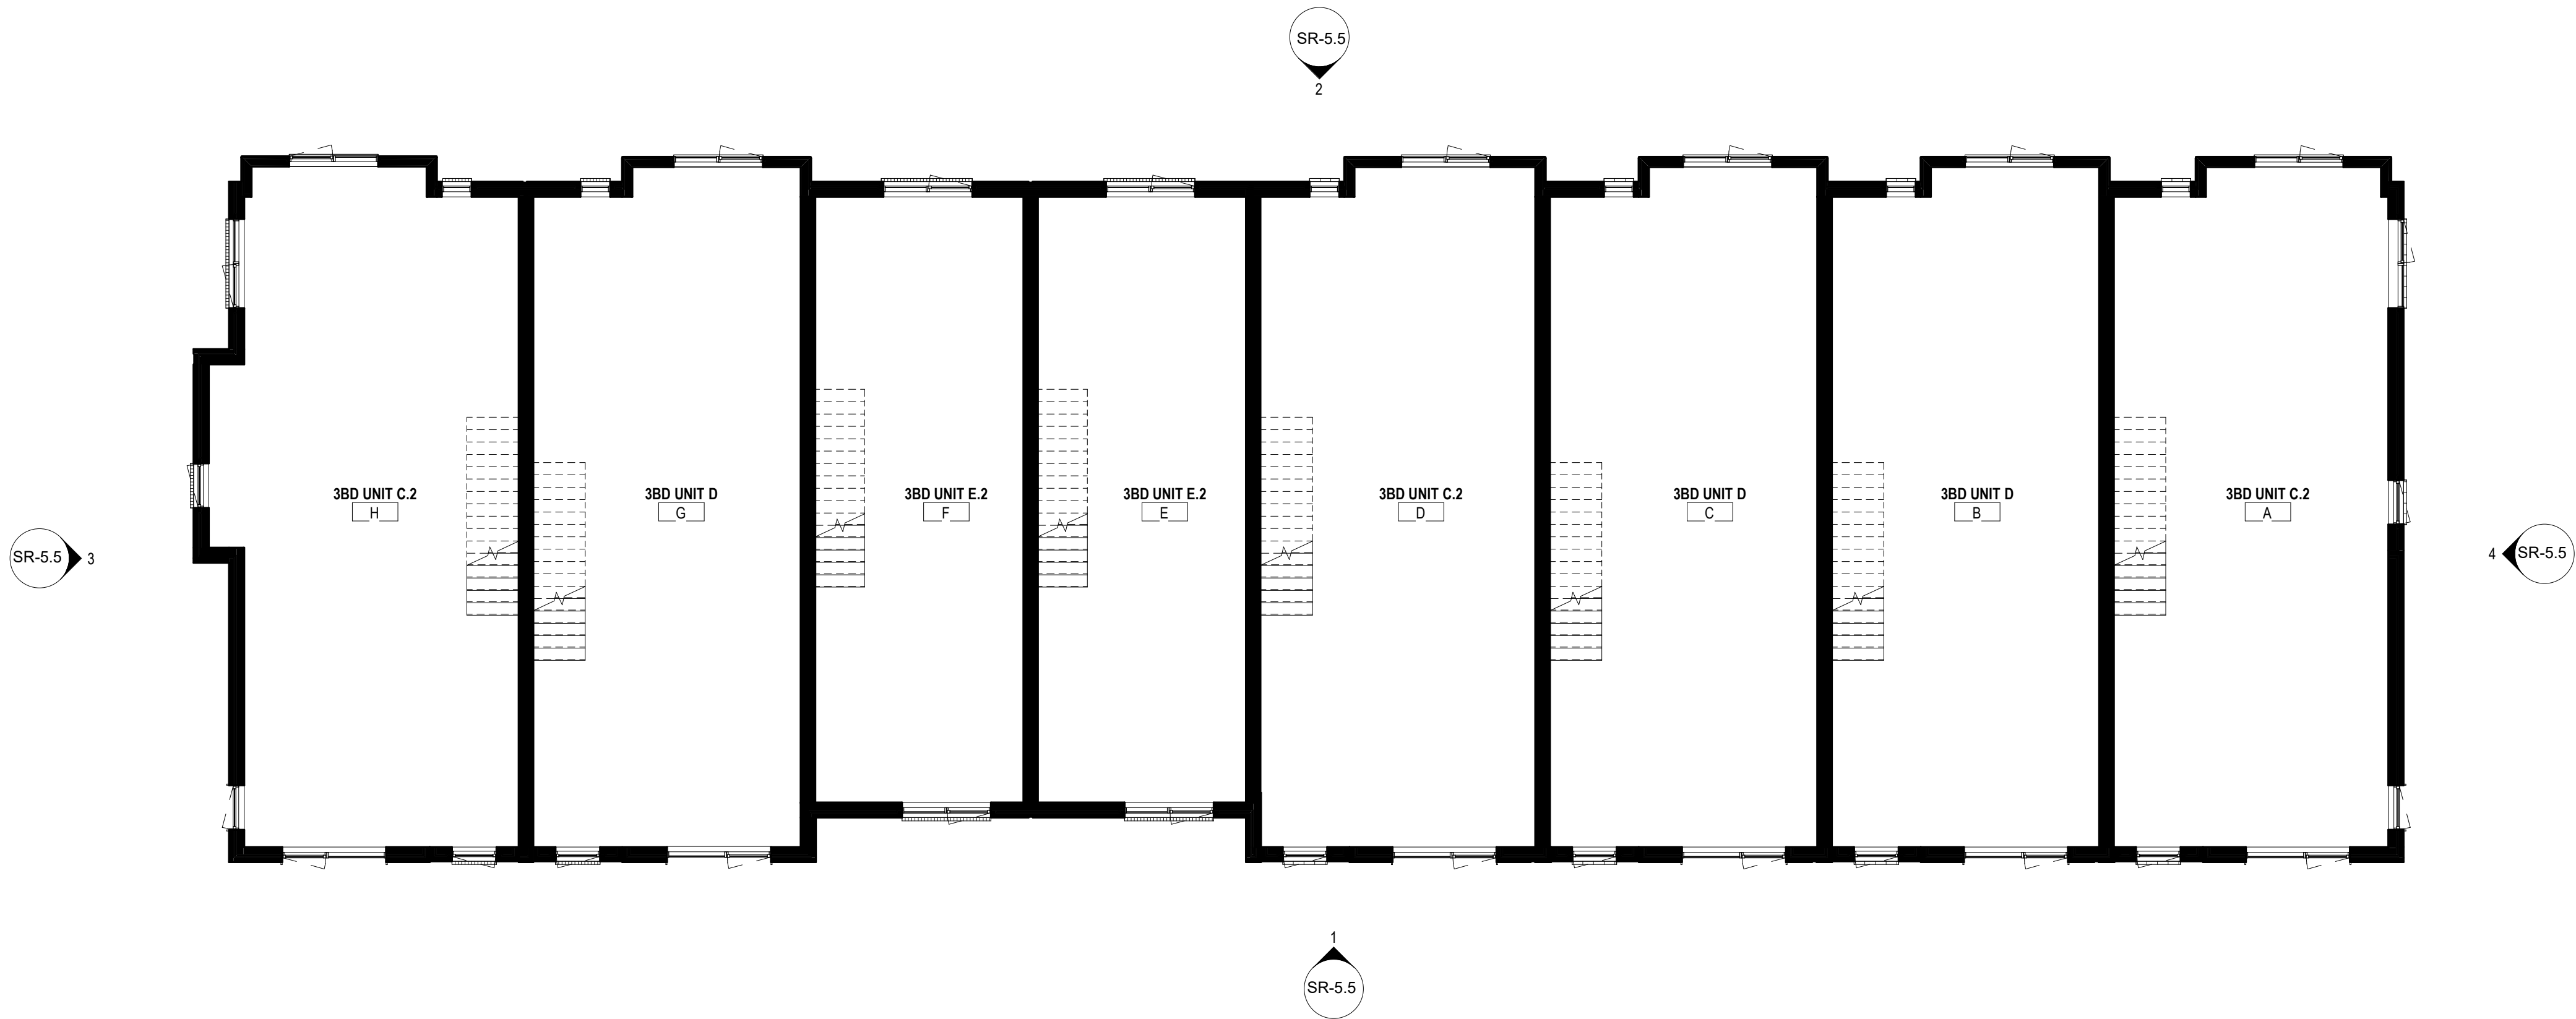 SR-5.5
2
3BD UNIT C.2
H
3BD UNIT D
G
3BD UNIT E.2
F
3BD UNIT E.2
E
3BD UNIT C.2
D
3BD UNIT D
C
3BD UNIT D
B
3BD UNIT C.2
A
SR-5.5
3
4
SR-5.5
1
SR-5.5